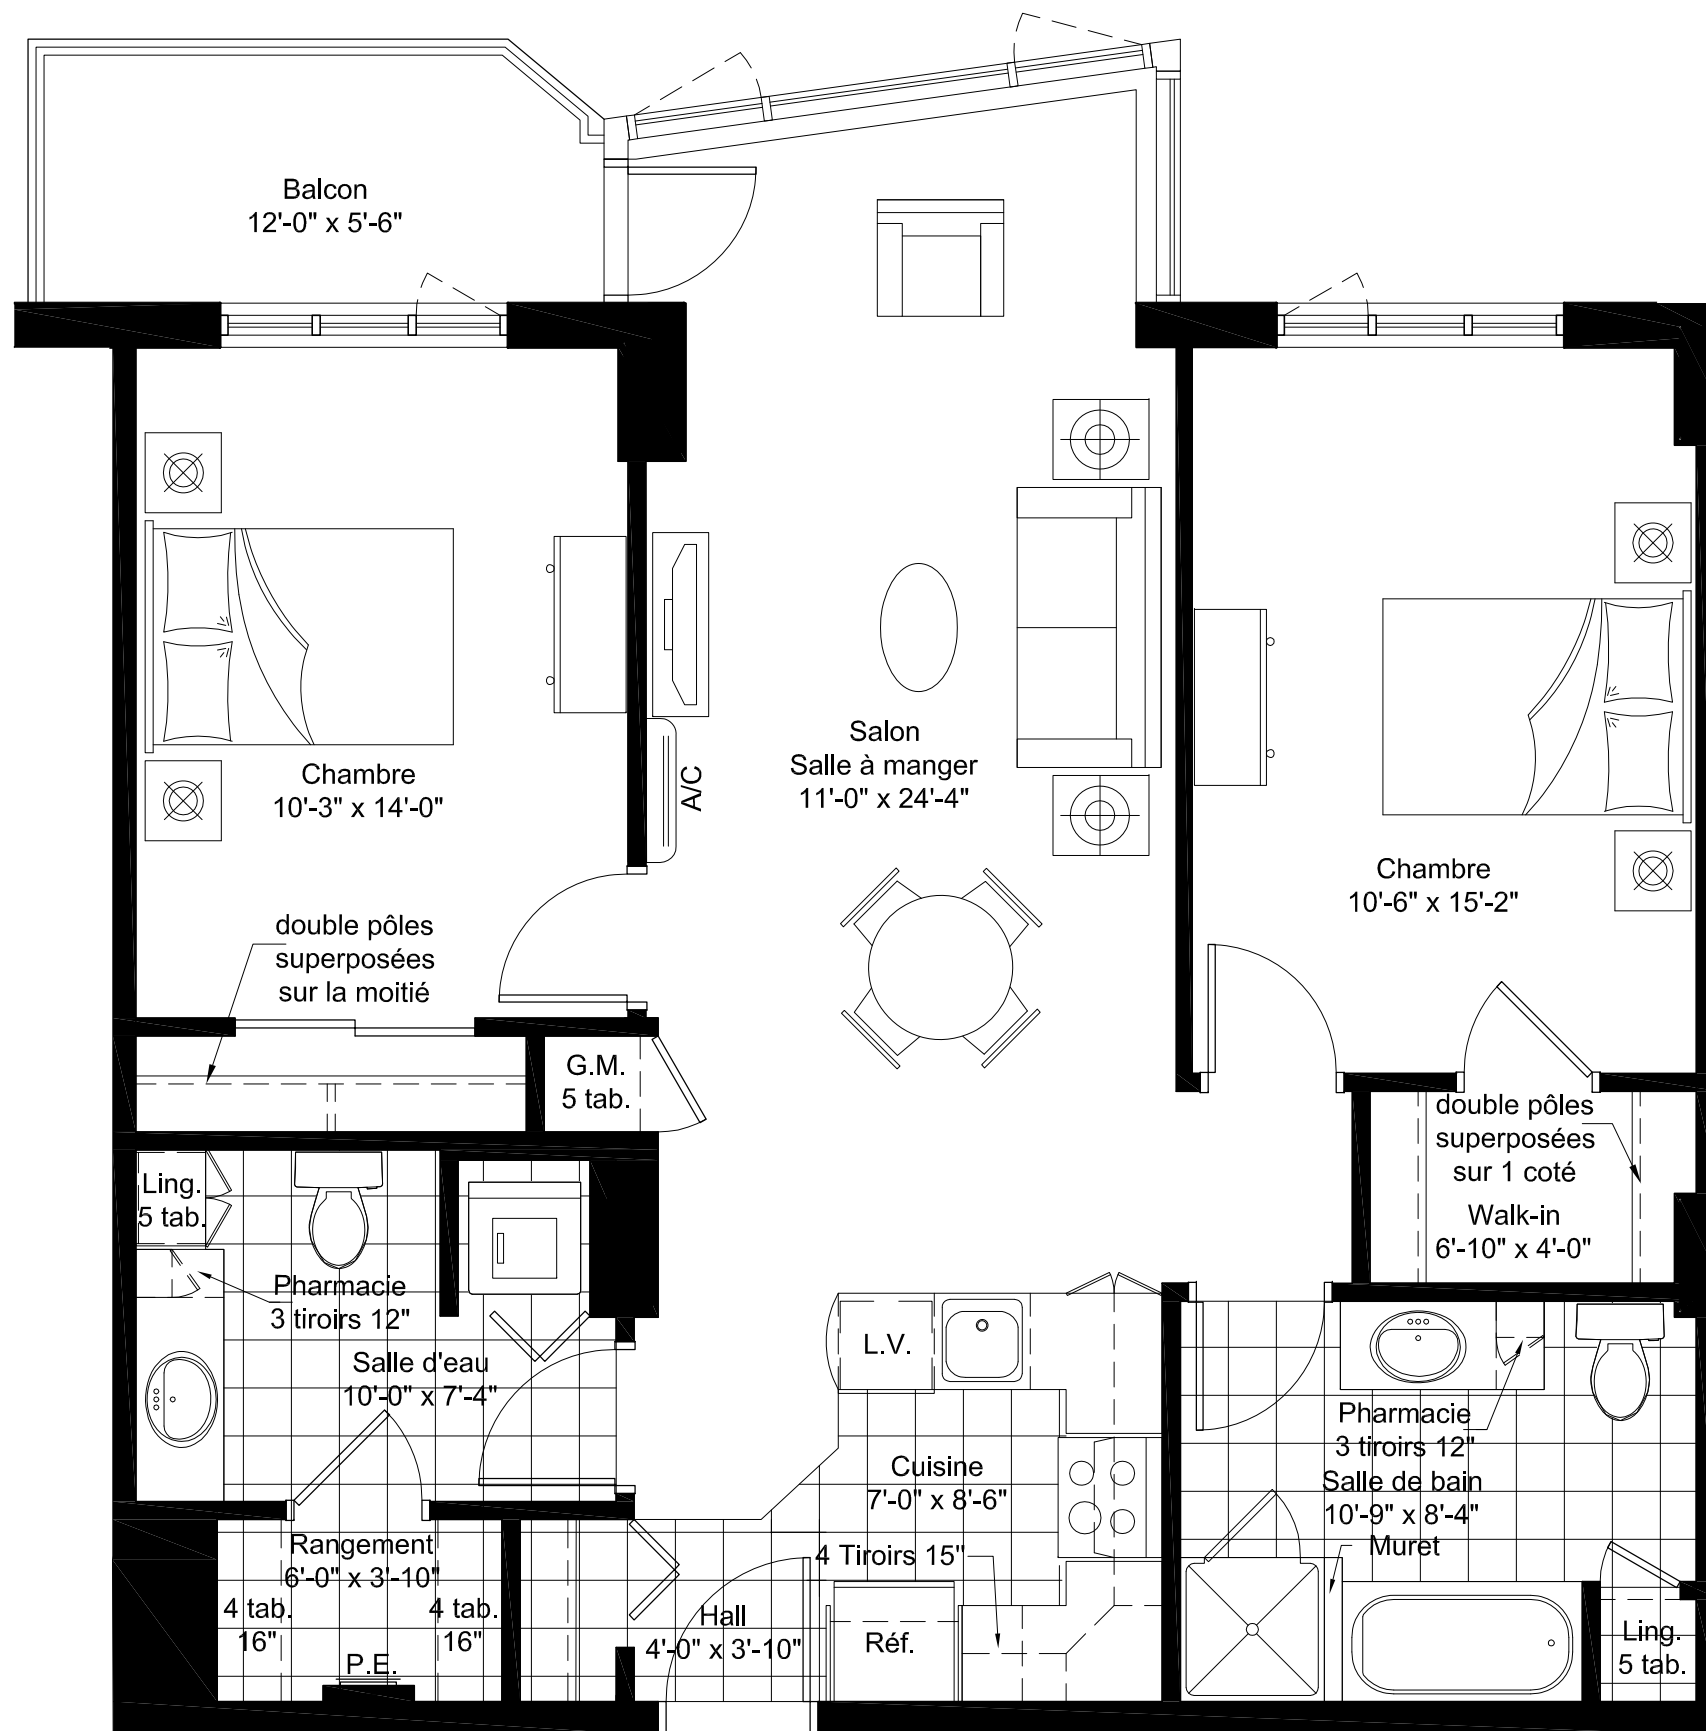 Balcon
12'-0" x 5'-6"
Salon
Salle à manger
11'-0" x 24'-4"
Chambre
10'-3" x 14'-0"
A/C
Chambre
10'-6" x 15'-2"
double pôles
superposées
sur la moitié
G.M.
5 tab.
double pôles
superposées
sur 1 coté
Walk-in
6'-10" x 4'-0"
Ling.
5 tab.
Pharmacie
3 tiroirs 12"
Salle d'eau
10'-0" x 7'-4"
L.V.
Cuisine
7'-0" x 8'-6"
Pharmacie
3 tiroirs 12"
Salle de bain
10'-9" x 8'-4"
Muret
Rangement
6'-0" x 3'-10"
4 tab.
16"
4 tab.
16"
P.E.
4 Tiroirs 15"
Hall
4'-0" x 3'-10"
Réf.
Ling.
5 tab.